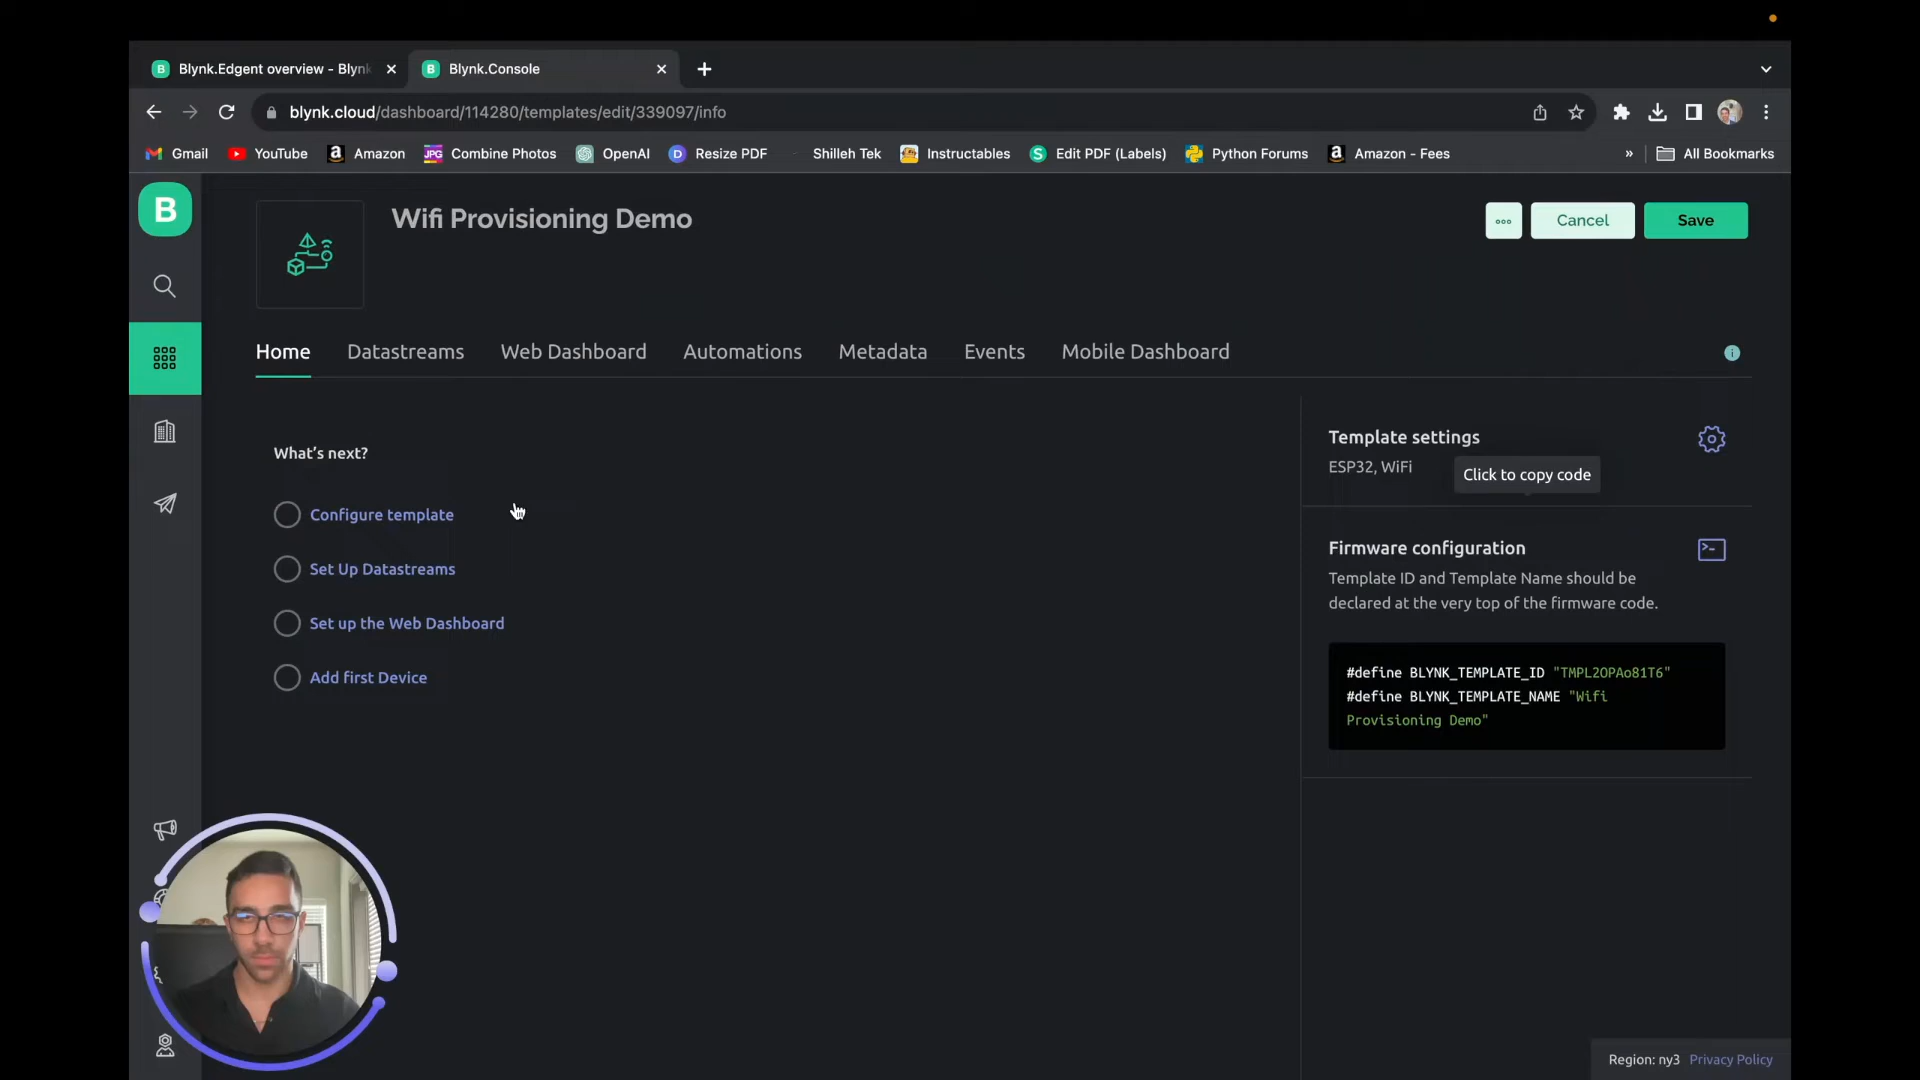 Blynk.Edgent overview - Blynk
Blynk.Console
blynk.cloud/dashboard/114280/templates/edit/339097/info
Gmail
YouTube
Amazon
JPG
Combine Photos
OpenAI
Resize PDF
Shilleh Tek
Instructables
Edit PDF (Labels)
Python Forums
Amazon - Fees
»
All Bookmarks
B
Wifi Provisioning Demo
Cancel
Save
Home
Datastreams
Web Dashboard
Automations
Metadata
Events
Mobile Dashboard
What's next?
Configure template
Set Up Datastreams
Set up the Web Dashboard
Add first Device
Template settings
ESP32, WiFi
Click to copy code
Firmware configuration
Template ID and Template Name should be
declared at the very top of the firmware code.
#define BLYNK_TEMPLATE_ID "TMPL2OPAo81T6"
#define BLYNK_TEMPLATE_NAME "Wifi
Provisioning Demo"
Region: ny3 Privacy Policy